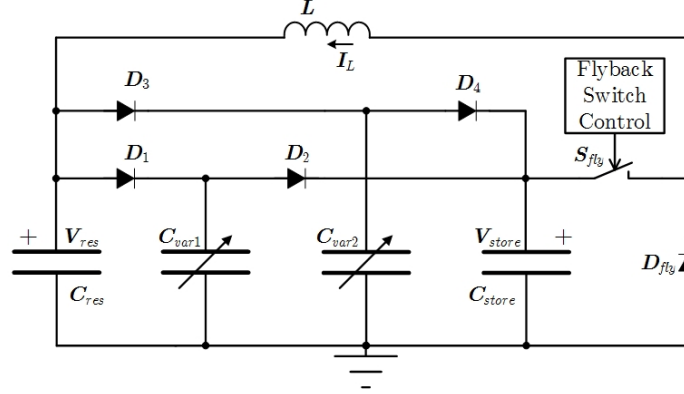 L
I_L
Flyback
Switch
Control
D_3
D_4
S_fly
D_1
D_2
+ V_res
C_var1
C_var2
V_store +
D_fly
C_res
C_store